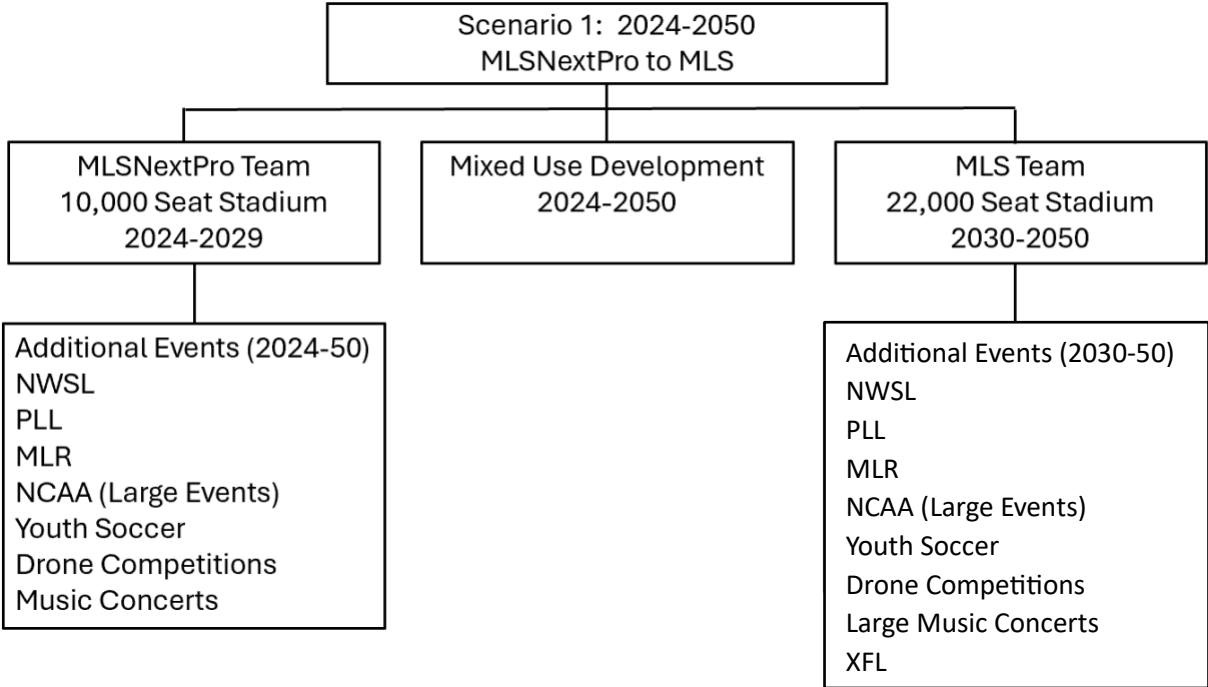 Scenario 1: 2024-2050
MLSNextPro to MLS
MLSNextPro Team
10,000 Seat Stadium
2024-2029
Mixed Use Development
2024-2050
MLS Team
22,000 Seat Stadium
2030-2050
Additional Events (2024-50)
NWSL
PLL
MLR
NCAA (Large Events)
Youth Soccer
Drone Competitions
Music Concerts
Additional Events (2030-50)
NWSL
PLL
MLR
NCAA (Large Events)
Youth Soccer
Drone Competitions
Large Music Concerts
XFL